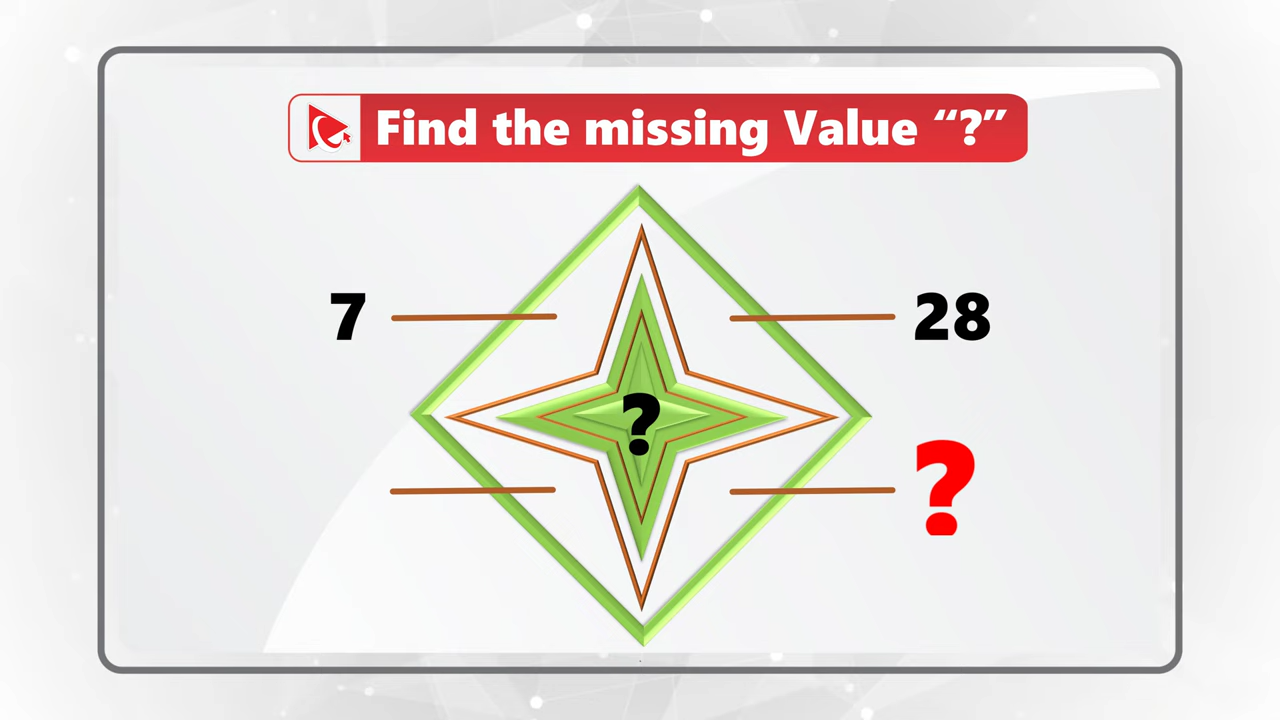 Find the missing Value “?”
7 28
?
?